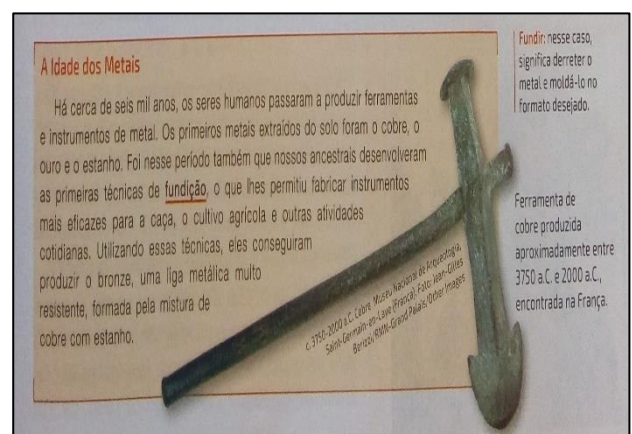 A Idade dos Metais
Há cerca de seis mil anos, os seres humanos passaram a produzir ferramentas
e instrumentos de metal. Os primeiros metais extraídos do solo foram o cobre, o
ouro e o estanho. Foi nesse período também que nossos ancestrais desenvolveram
as primeiras técnicas de fundição, o que lhes permitiu fabricar instrumentos
mais eficazes para a caça, o cultivo agrícola e outras atividades
cotidianas. Utilizando essas técnicas, eles conseguiram
produzir o bronze, uma liga metálica muito
resistente, formada pela mistura de
cobre com estanho.
c. 3750-2000 a.C. Cobre. Museu Nacional de Arqueologia,
Saint-Germain-en-Laye (França). Foto: Jean-Gilles
Berizzi/RMN-Grand Palais/Other Images
Fundir: nesse caso,
significa derreter o
metal e moldá-lo no
formato desejado.
Ferramenta de
cobre produzida
aproximadamente entre
3750 a.C. e 2000 a.C.,
encontrada na França.